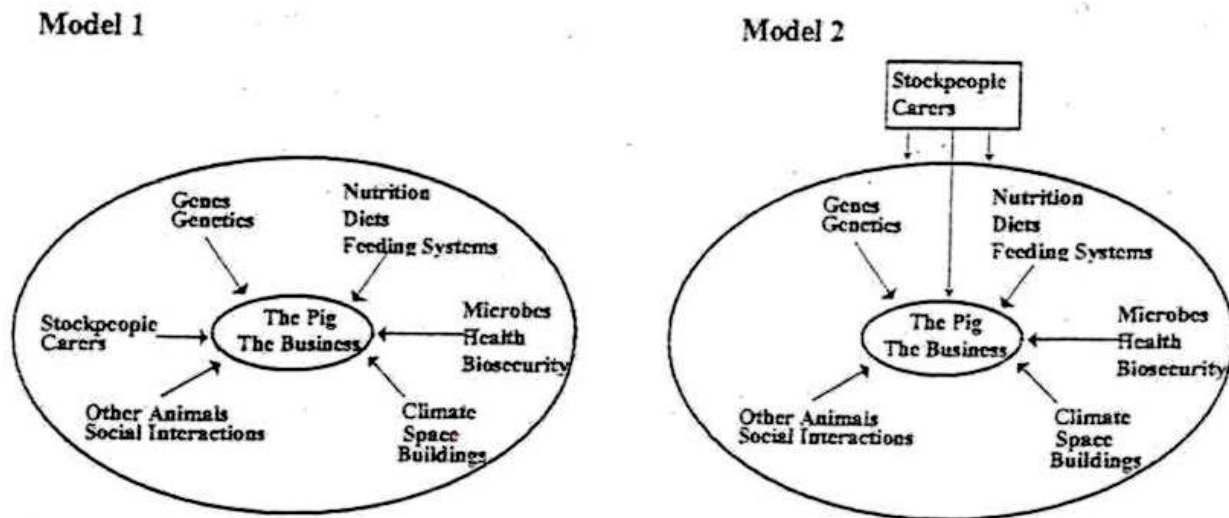 Model 1
Genes
Genetics
Nutrition
Diets
Feeding Systems
Stockpeople
Carers
The Pig
The Business
Microbes
Health
Biosecurity
Other Animals
Social Interactions
Climate
Space
Buildings
Model 2
Stockpeople
Carers
Genes
Genetics
Nutrition
Diets
Feeding Systems
The Pig
The Business
Microbes
Health
Biosecurity
Other Animals
Social Interactions
Climate
Space
Buildings